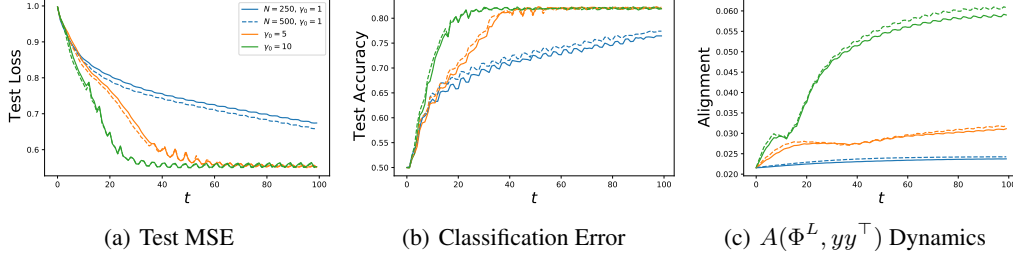 Test Loss
1.0
0.9
0.8
0.7
0.6
0 20 40 60 80 100
t
N = 250, γ₀ = 1
N = 500, γ₀ = 1
γ₀ = 5
γ₀ = 10
(a) Test MSE
Test Accuracy
0.80
0.75
0.70
0.65
0.60
0.55
0.50
0 20 40 60 80 100
t
(b) Classification Error
Alignment
0.060
0.055
0.050
0.045
0.040
0.035
0.030
0.025
0.020
0 20 40 60 80 100
t
(c) A(Φ^L, yy^⊤) Dynamics